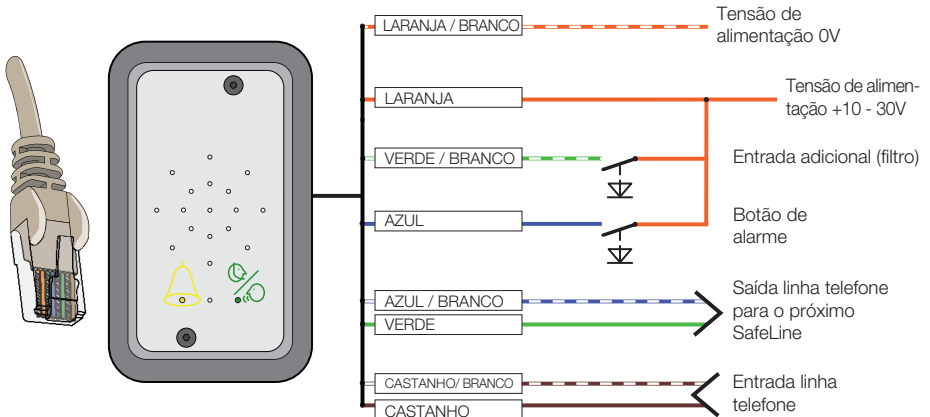 LARANJA / BRANCO
Tensão de
alimentação 0V
LARANJA
Tensão de alimen-
tação +10 - 30V
VERDE / BRANCO
Entrada adicional (filtro)
AZUL
Botão de
alarme
AZUL / BRANCO
VERDE
Saída linha telefone
para o próximo
SafeLine
CASTANHO/ BRANCO
CASTANHO
Entrada linha
telefone